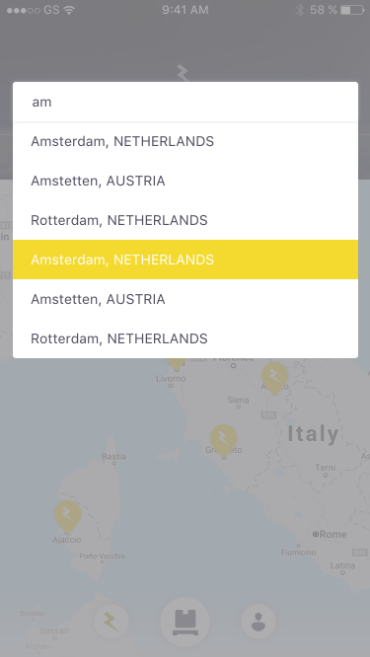 GS 9:41 AM 58 %
am
Amsterdam, NETHERLANDS
Amstetten, AUSTRIA
Rotterdam, NETHERLANDS
Amsterdam, NETHERLANDS
Amstetten, AUSTRIA
Rotterdam, NETHERLANDS
Livorno
Siena
Italy
Bastia
Terni
Ajaccio
Rome
Porto-Vecchio
Fiumicino
Latina